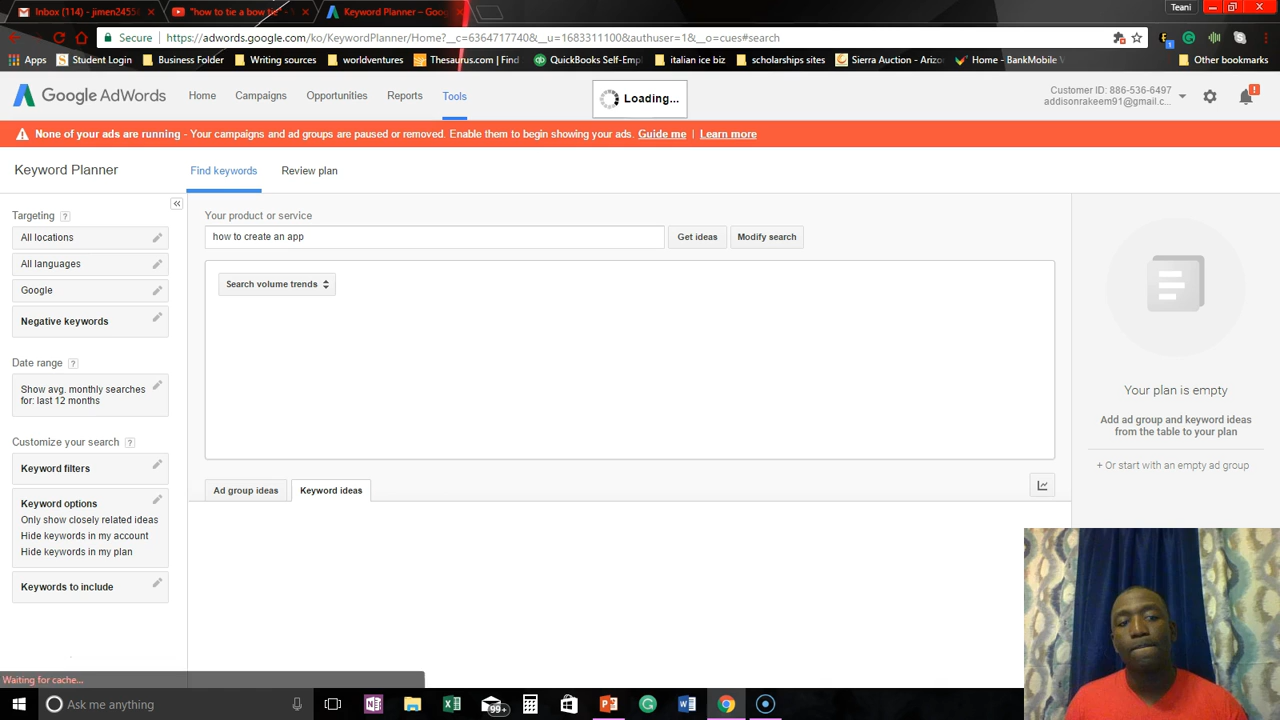 Inbox (114) - jimen2455
"how to tie a bow tie" -
Keyword Planner – Goo
Teani
Secure
https://adwords.google.com/ko/KeywordPlanner/Home?__c=6364717740&__u=1683311100&authuser=1&__o=cues#search
Apps
Student Login
Business Folder
Writing sources
worldventures
Thesaurus.com | Find
QuickBooks Self-Empl
italian ice biz
scholarships sites
Sierra Auction - Arizo
Home - BankMobile V
Other bookmarks
Google AdWords
Home
Campaigns
Opportunities
Reports
Tools
Loading...
Customer ID: 886-536-6497
addisonrakeem91@gmail.c...
None of your ads are running - Your campaigns and ad groups are paused or removed. Enable them to begin showing your ads. Guide me | Learn more
Keyword Planner
Find keywords
Review plan
Targeting ?
All locations
All languages
Google
Negative keywords
Date range ?
Show avg. monthly searches
for: last 12 months
Customize your search ?
Keyword filters
Keyword options
Only show closely related ideas
Hide keywords in my account
Hide keywords in my plan
Keywords to include
Your product or service
how to create an app
Get ideas
Modify search
Search volume trends
Ad group ideas
Keyword ideas
Your plan is empty
Add ad group and keyword ideas
from the table to your plan
+ Or start with an empty ad group
Waiting for cache...
Ask me anything
99+